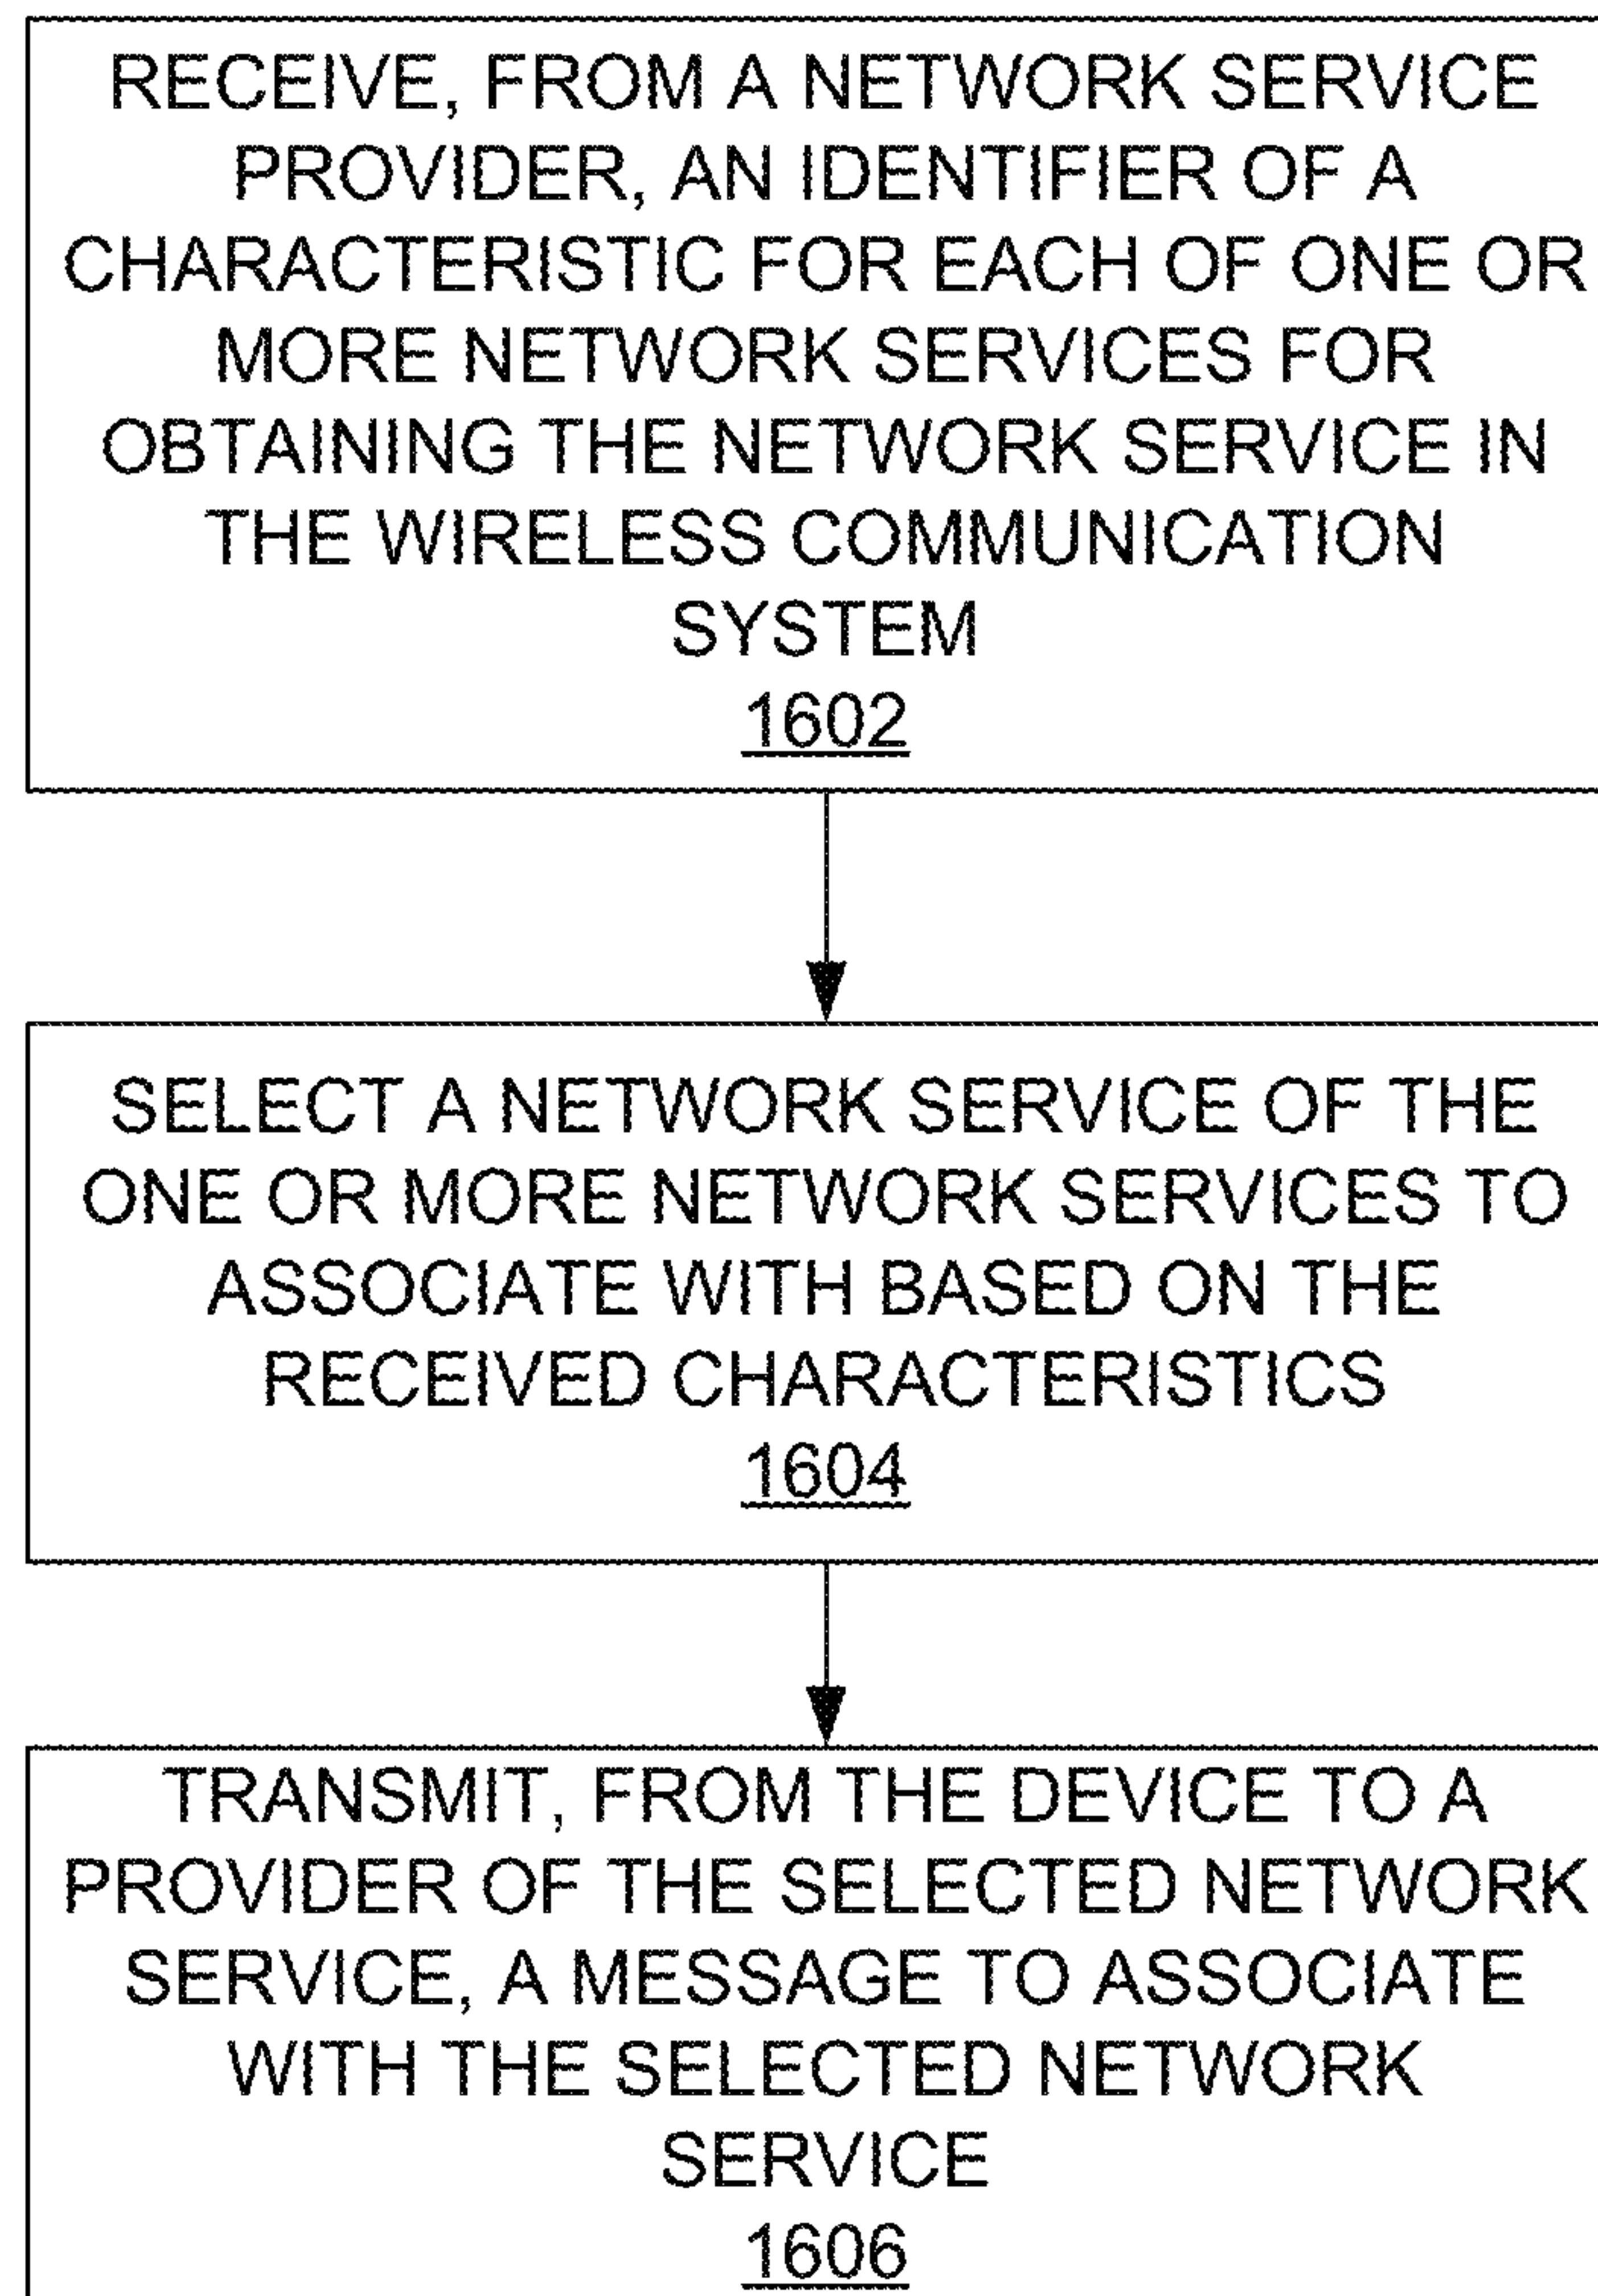 RECEIVE, FROM A NETWORK SERVICE
PROVIDER, AN IDENTIFIER OF A
CHARACTERISTIC FOR EACH OF ONE OR
MORE NETWORK SERVICES FOR
OBTAINING THE NETWORK SERVICE IN
THE WIRELESS COMMUNICATION
SYSTEM
1602
SELECT A NETWORK SERVICE OF THE
ONE OR MORE NETWORK SERVICES TO
ASSOCIATE WITH BASED ON THE
RECEIVED CHARACTERISTICS
1604
TRANSMIT, FROM THE DEVICE TO A
PROVIDER OF THE SELECTED NETWORK
SERVICE, A MESSAGE TO ASSOCIATE
WITH THE SELECTED NETWORK
SERVICE
1606